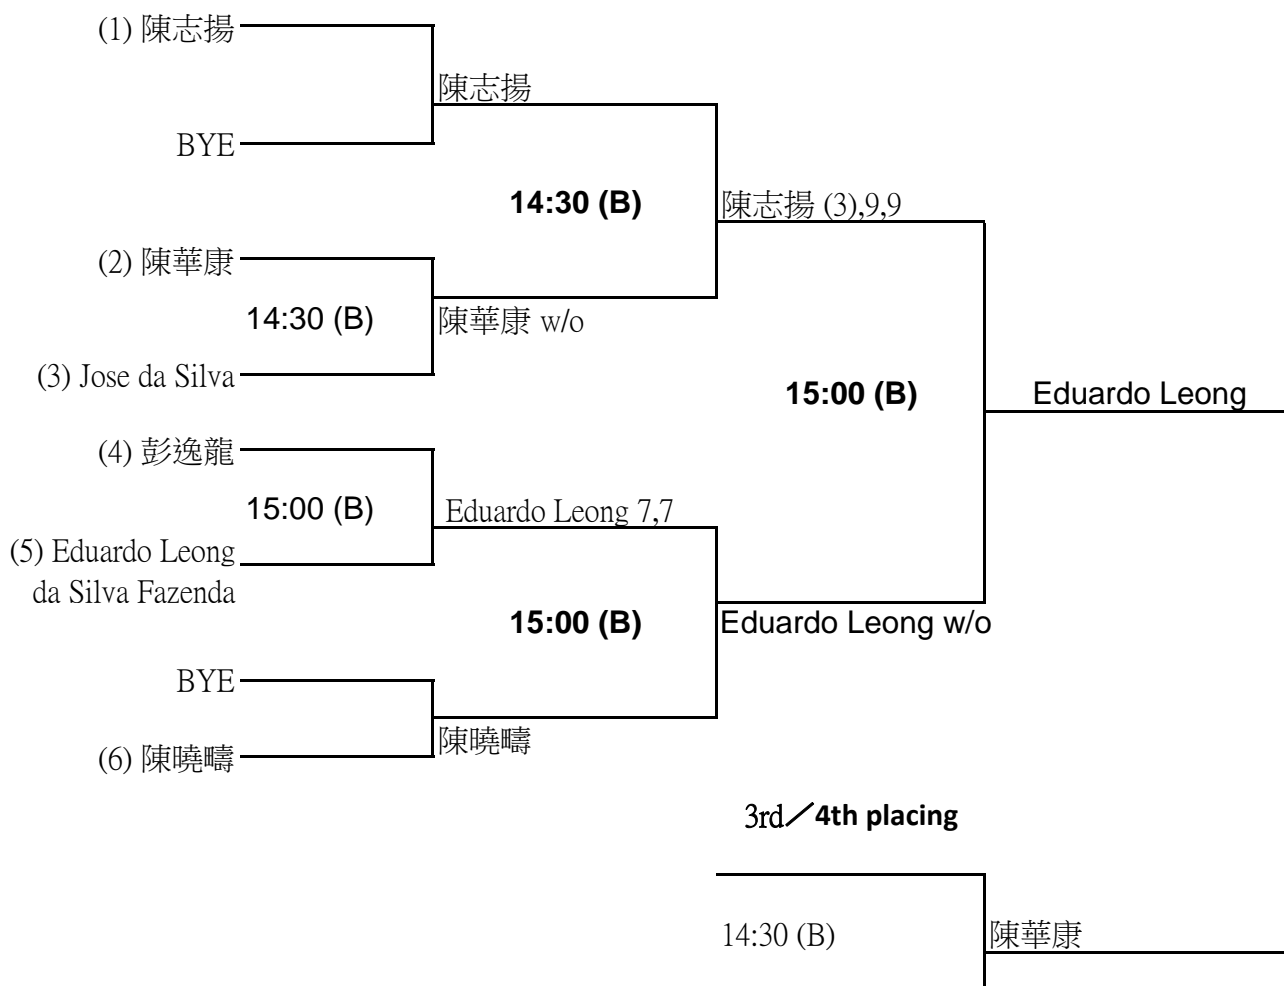 (1) 陳志揚
陳志揚
BYE
14:30 (B)
陳志揚 (3),9,9
(2) 陳華康
14:30 (B)
陳華康 w/o
(3) Jose da Silva
15:00 (B)
Eduardo Leong
(4) 彭逸龍
15:00 (B)
Eduardo Leong 7,7
(5) Eduardo Leong
da Silva Fazenda
15:00 (B)
Eduardo Leong w/o
BYE
陳曉疇
(6) 陳曉疇
3rd／4th placing
14:30 (B)
陳華康